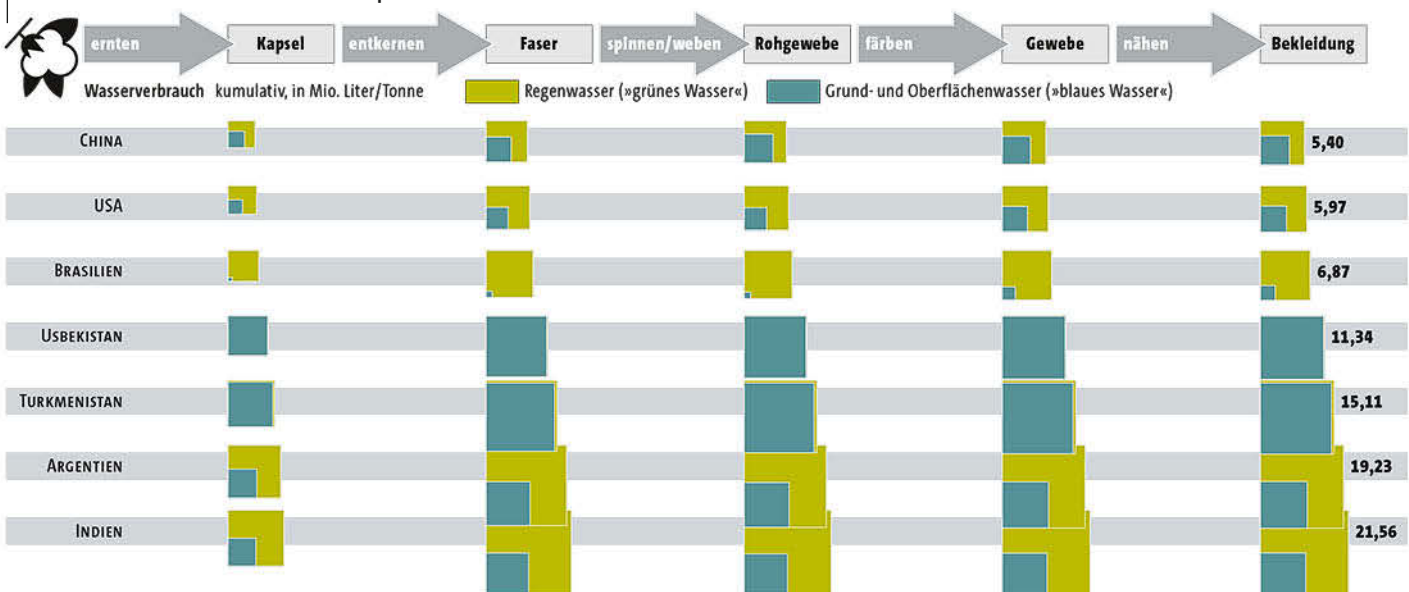 ernten Kapsel entkernen Faser spinnen/weben Rohgewebe färben Gewebe nähen Bekleidung
Wasserverbrauch kumulativ, in Mio. Liter/Tonne Regenwasser (»grünes Wasser«) Grund- und Oberflächenwasser (»blaues Wasser«)
CHINA 5,40
USA 5,97
BRASILIEN 6,87
USBEKISTAN 11,34
TURKMENISTAN 15,11
ARGENTIEN 19,23
INDIEN 21,56